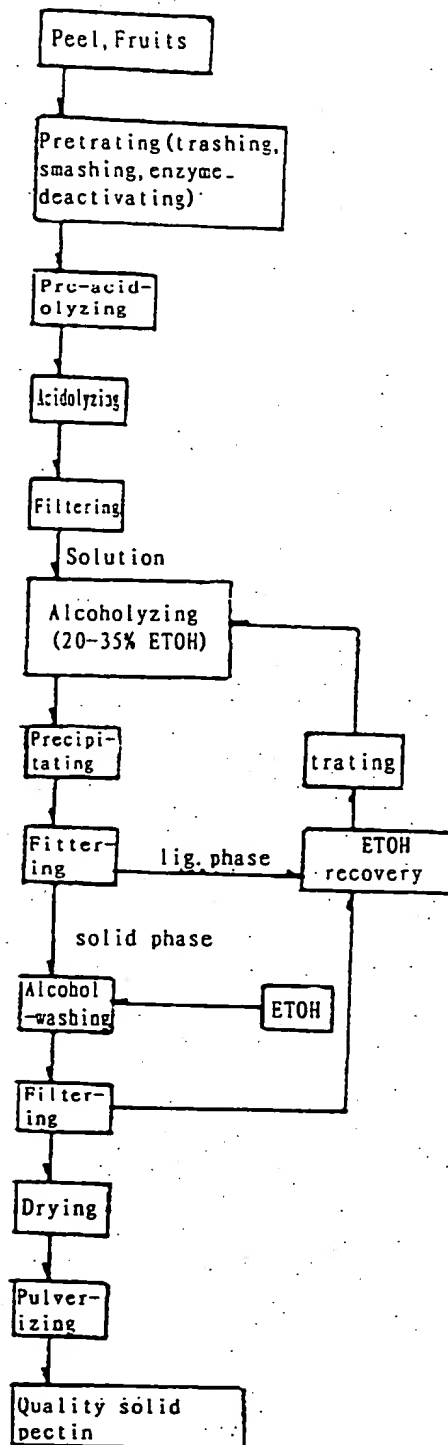 Peel, Fruits
Pretrating (trashing,
smashing, enzyme-
deactivating)
Pre-acid-
olyzing
Acidolyzing
Filtering
Solution
Alcoholyzing
(20-35% ETOH)
Precipi-
tating
trating
Fitter-
ing
lig. phase
ETOH
recovery
solid phase
Alcohol
-washing
ETOH
Filter-
ing
Drying
Pulver-
izing
Quality solid
pectin